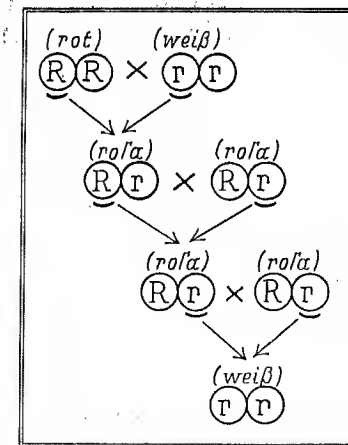 (rot) (weiß)
R R × r r
(roſa) (roſa)
R r × R r
(roſa) (roſa)
R r × R r
(weiß)
r r